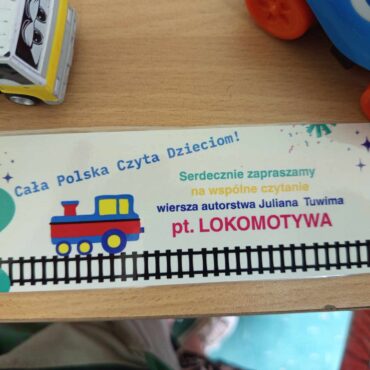 Cała Polska Czyta Dzieciom!
Serdecznie zapraszamy
na wspólne czytanie
wiersza autorstwa Juliana Tuwima
pt. LOKOMOTYWA